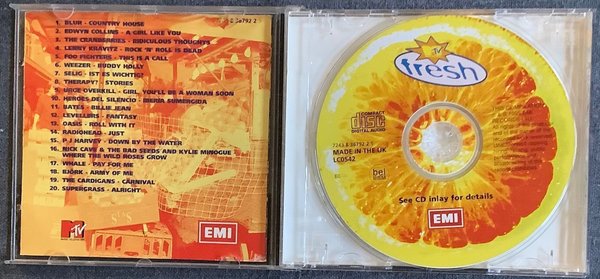 8 36792 2
1. BLUR - COUNTRY HOUSE
2. EDWYN COLLINS - A GIRL LIKE YOU
3. THE CRANBERRIES - RIDICULOUS THOUGHTS
4. LENNY KRAVITZ - ROCK 'N' ROLL IS DEAD
5. FOO FIGHTERS - THIS IS A CALL
6. WEEZER - BUDDY HOLLY
7. SELIG - IST ES WICHTIG?
8. THERAPY? - STORIES
9. URGE OVERKILL - GIRL, YOU'LL BE A WOMAN SOON
10. HEROES DEL SILENCIO - IBERIA SUMERGIDA
11. BATES - BILLIE JEAN
12. LEVELLERS - FANTASY
13. OASIS - ROLL WITH IT
14. RADIOHEAD - JUST
15. P J HARVEY - DOWN BY THE WATER
16. NICK CAVE & THE BAD SEEDS AND KYLIE MINOGUE
WHERE THE WILD ROSES GROW
17. WHALE - PAY FOR ME
18. BJÖRK - ARMY OF ME
19. THE CARDIGANS - CARNIVAL
20. SUPERGRASS - ALRIGHT
MTV
MUSIC TELEVISION
EMI
MTV
fresh
COMPACT
disc
DIGITAL AUDIO
7243 8 36792 2 5
MADE IN THE UK
LC0542
See CD inlay for details
EMI